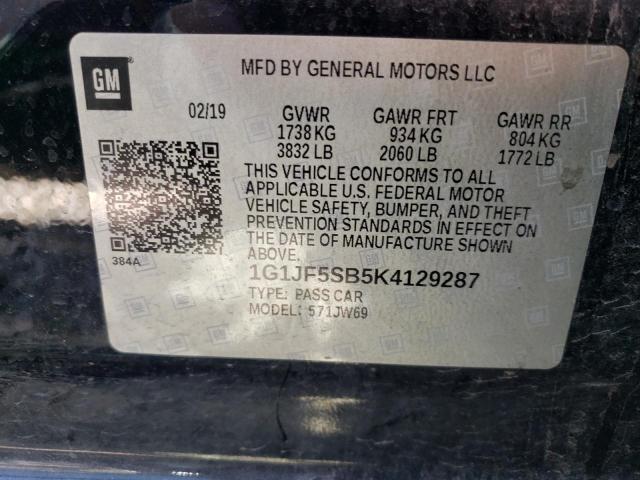 GM
MFD BY GENERAL MOTORS LLC
02/19 GVWR GAWR FRT GAWR RR
1738 KG 934 KG 804 KG
3832 LB 2060 LB 1772 LB
THIS VEHICLE CONFORMS TO ALL
APPLICABLE U.S. FEDERAL MOTOR
VEHICLE SAFETY, BUMPER, AND THEFT
PREVENTION STANDARDS IN EFFECT ON
THE DATE OF MANUFACTURE SHOWN
ABOVE.
384A
1G1JF5SB5K4129287
TYPE: PASS CAR
MODEL: 571JW69